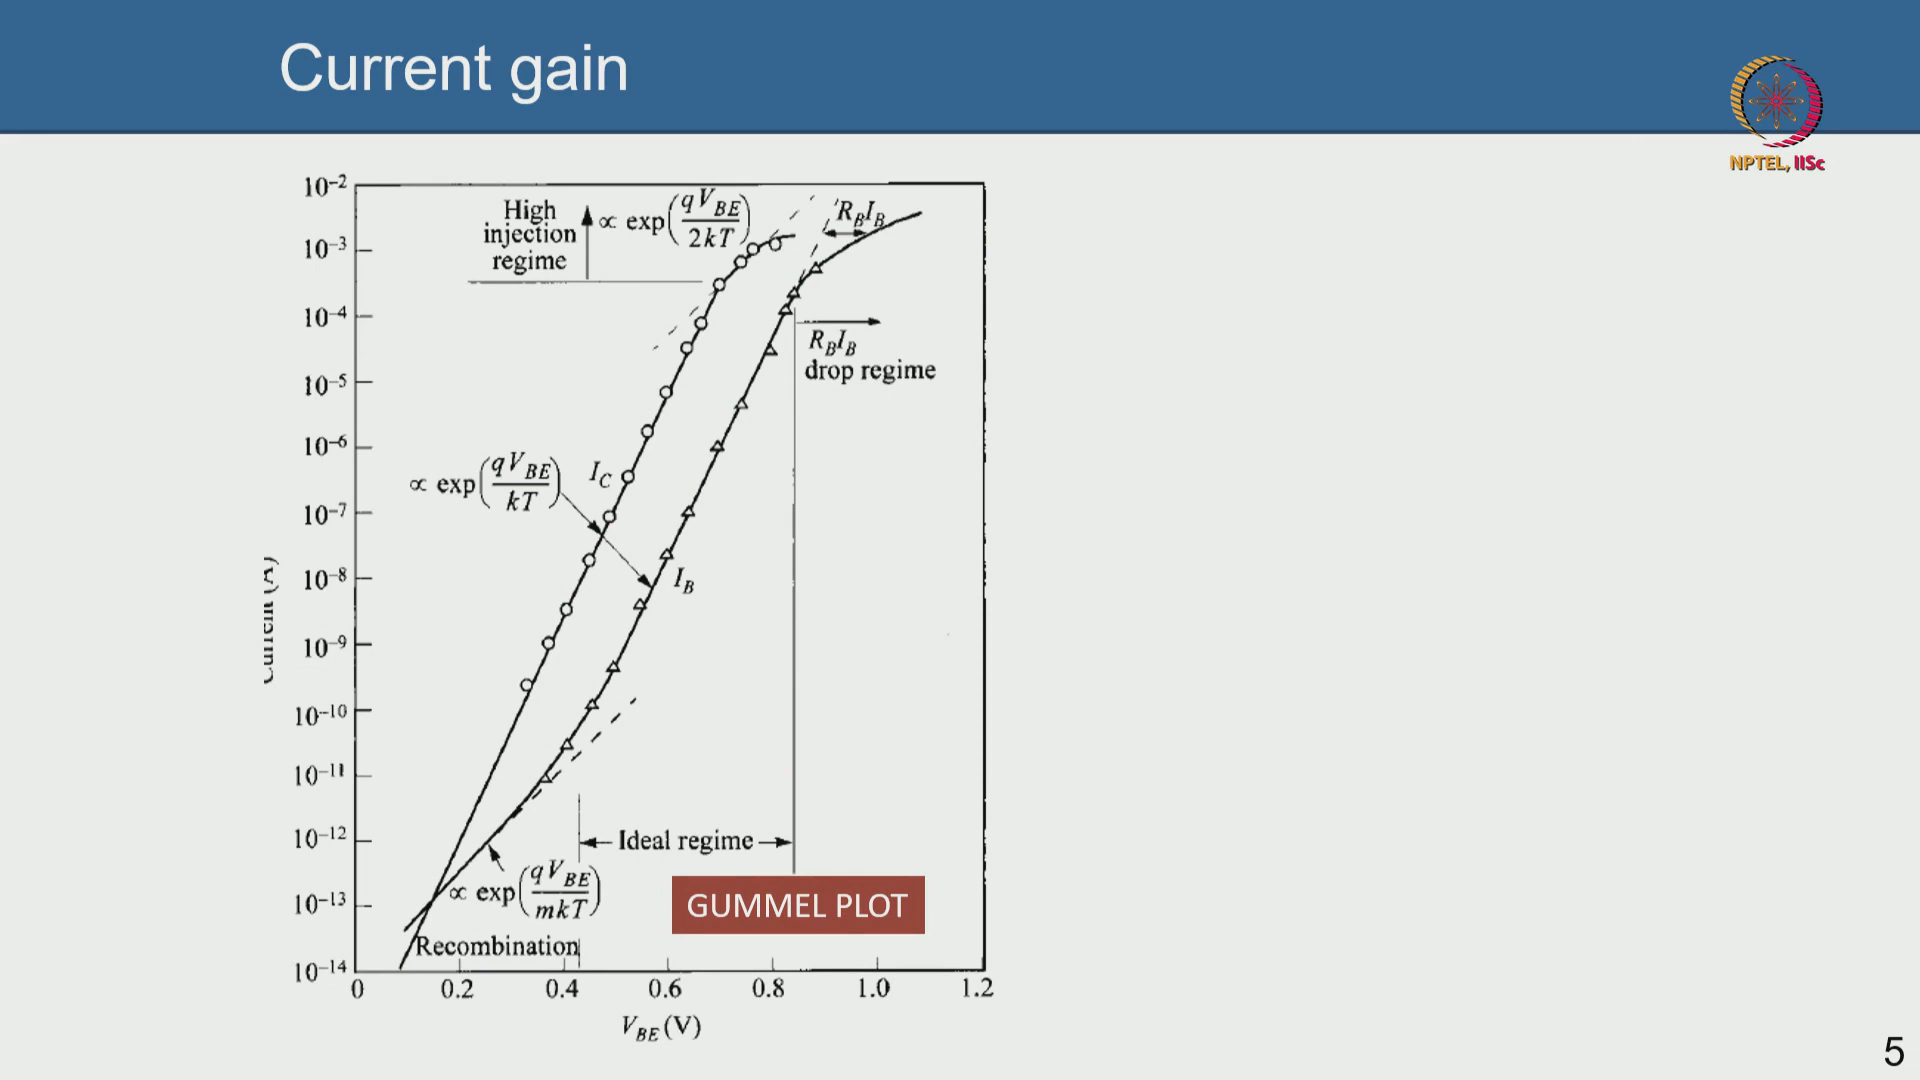 Current gain
NPTEL, IISc
10⁻²
10⁻³
10⁻⁴
10⁻⁵
10⁻⁶
10⁻⁷
10⁻⁸
10⁻⁹
10⁻¹⁰
10⁻¹¹
10⁻¹²
10⁻¹³
10⁻¹⁴
Current (A)
High
injection
regime
∝ exp(qV_BE/2kT)
R_BI_B
R_BI_B
drop regime
∝ exp(qV_BE/kT)
I_C
I_B
Ideal regime
∝ exp(qV_BE/mkT)
GUMMEL PLOT
Recombination
0 0.2 0.4 0.6 0.8 1.0 1.2
V_BE (V)
5